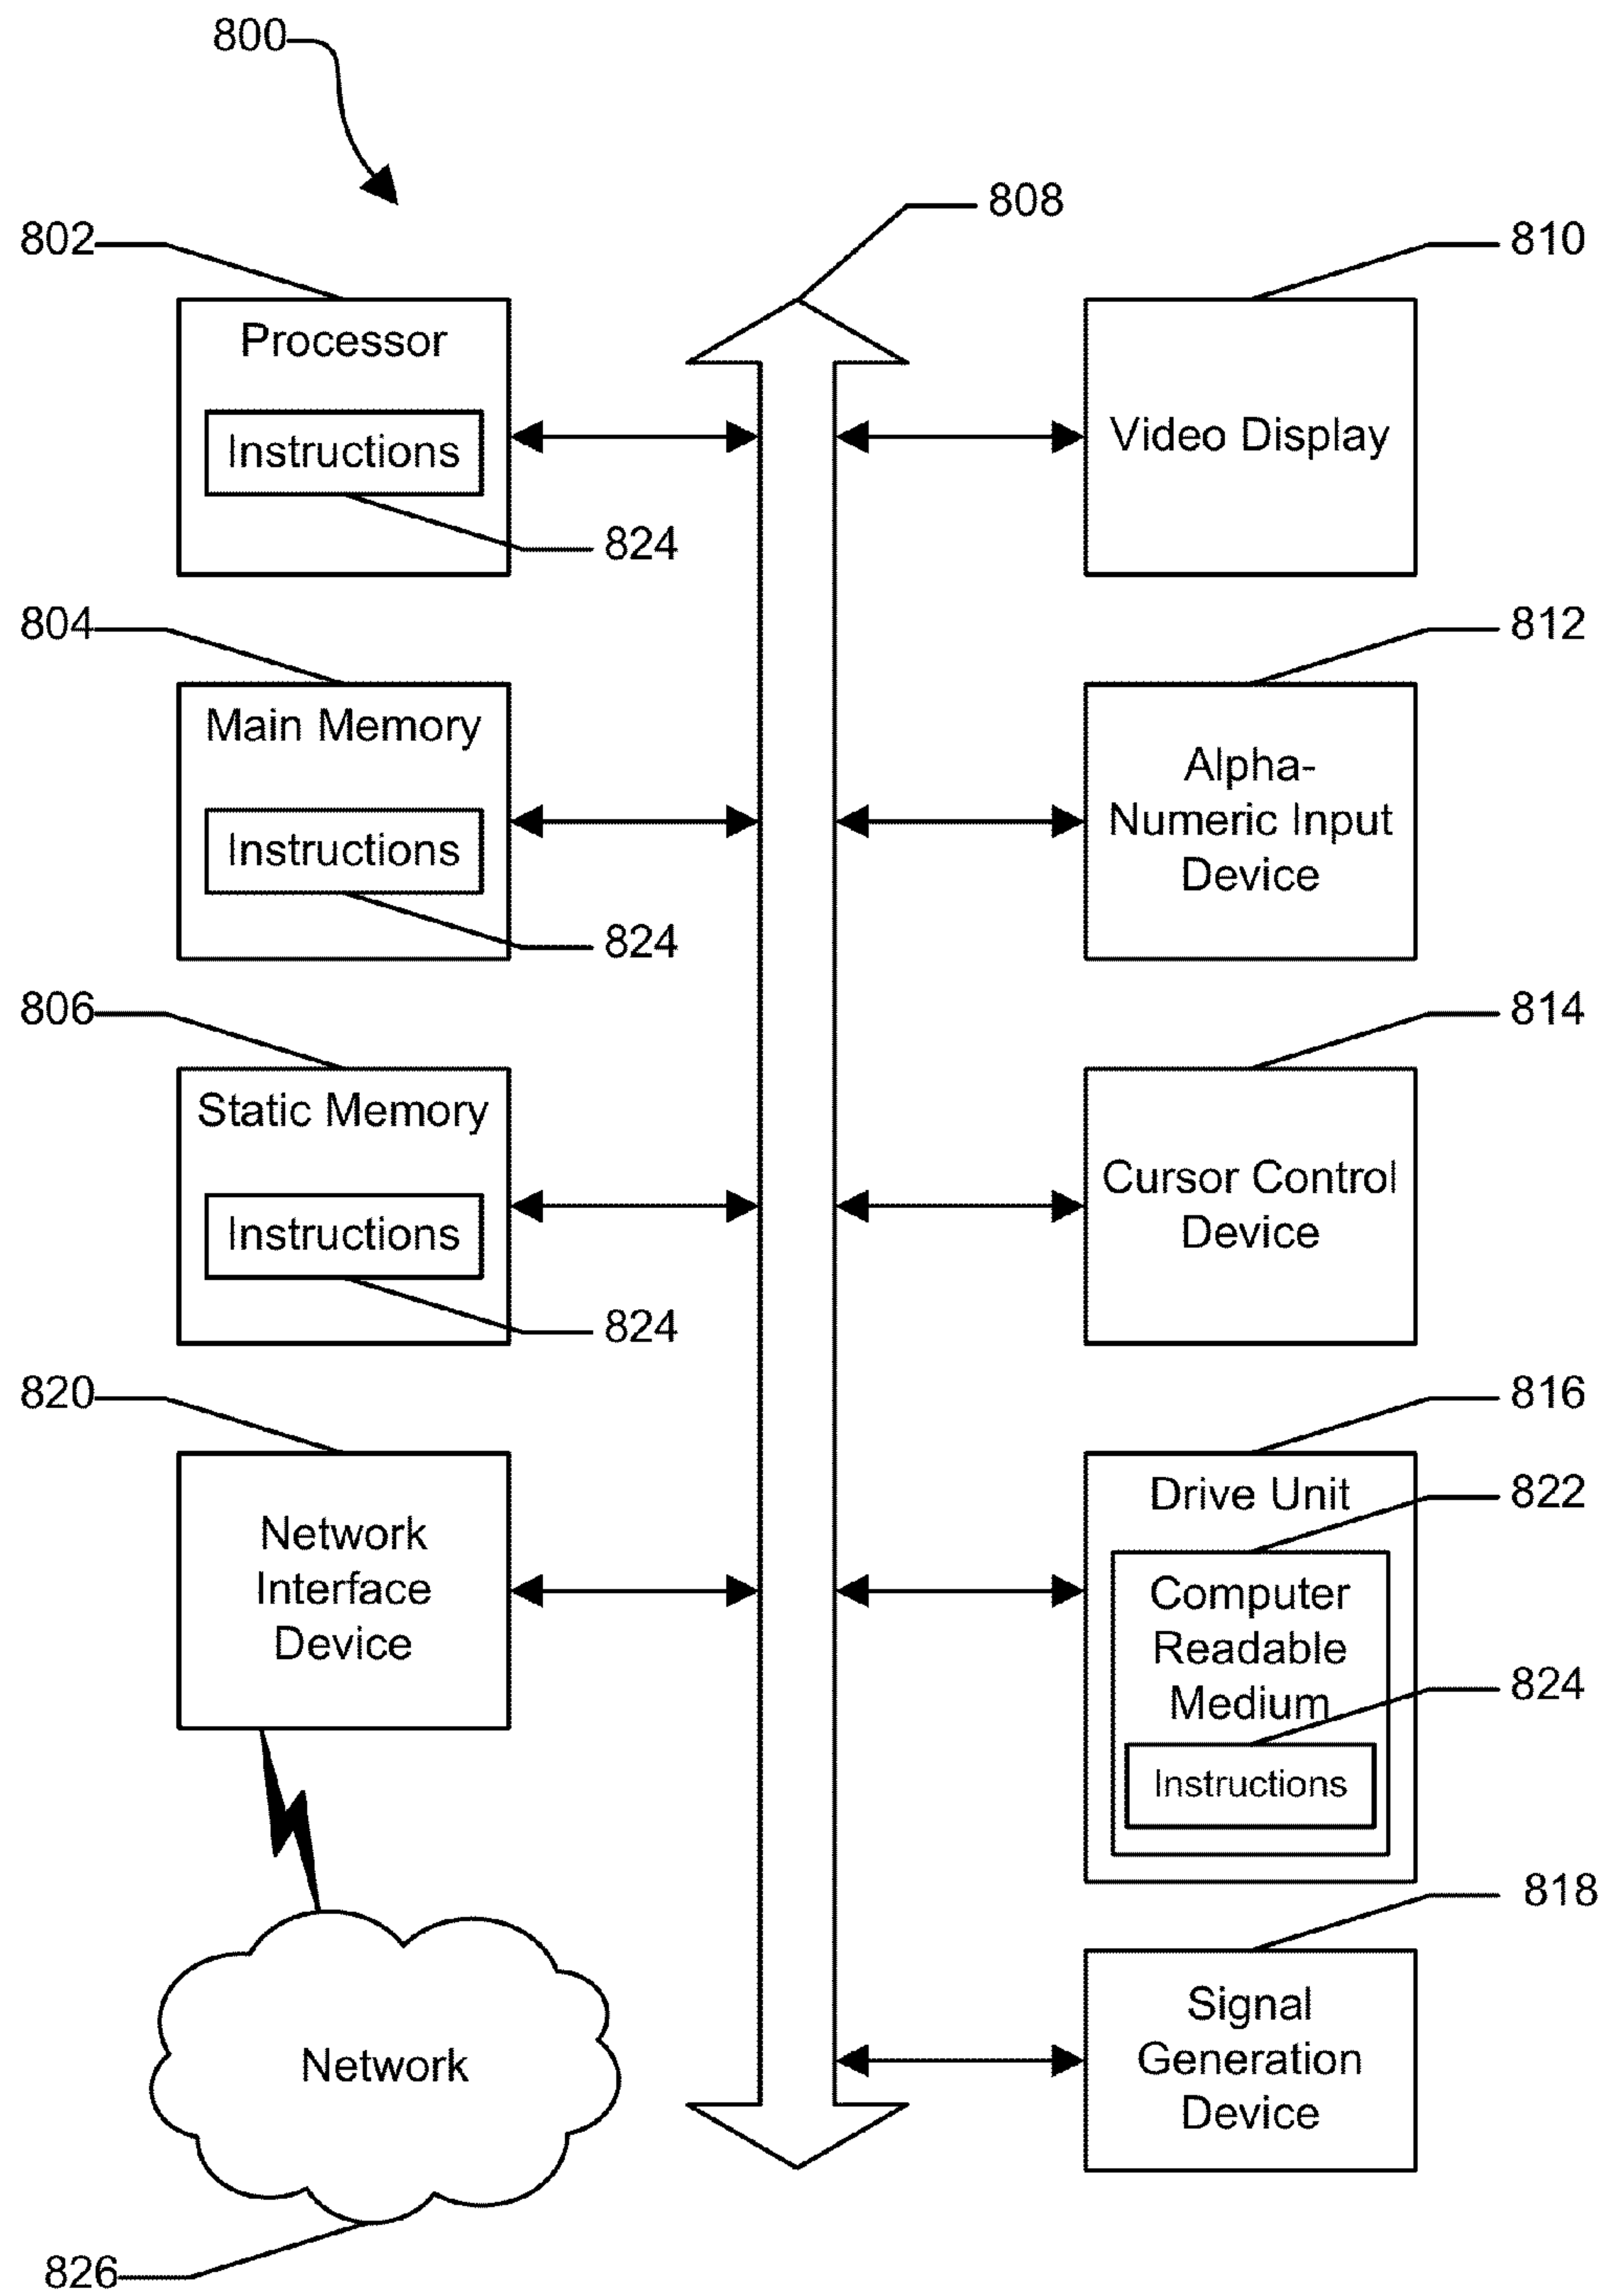 800
808
802
810
Processor
Instructions
824
Video Display
804
812
Main Memory
Instructions
824
Alpha-
Numeric Input
Device
806
814
Static Memory
Instructions
824
Cursor Control
Device
820
816
Network
Interface
Device
Drive Unit
822
Computer
Readable
Medium
824
Instructions
818
Signal
Generation
Device
Network
826